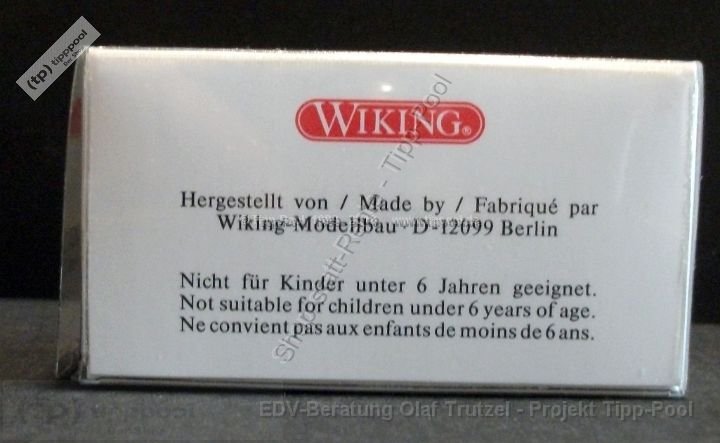 (tp) tipppool
WIKING®
Hergestellt von / Made by / Fabriqué par
Wiking-Modellbau · D-12099 Berlin
Nicht für Kinder unter 6 Jahren geeignet.
Not suitable for children under 6 years of age.
Ne convient pas aux enfants de moins de 6 ans.
(tp) tipppool
EDV-Beratung Olaf Trutzel - Projekt Tipp-Pool